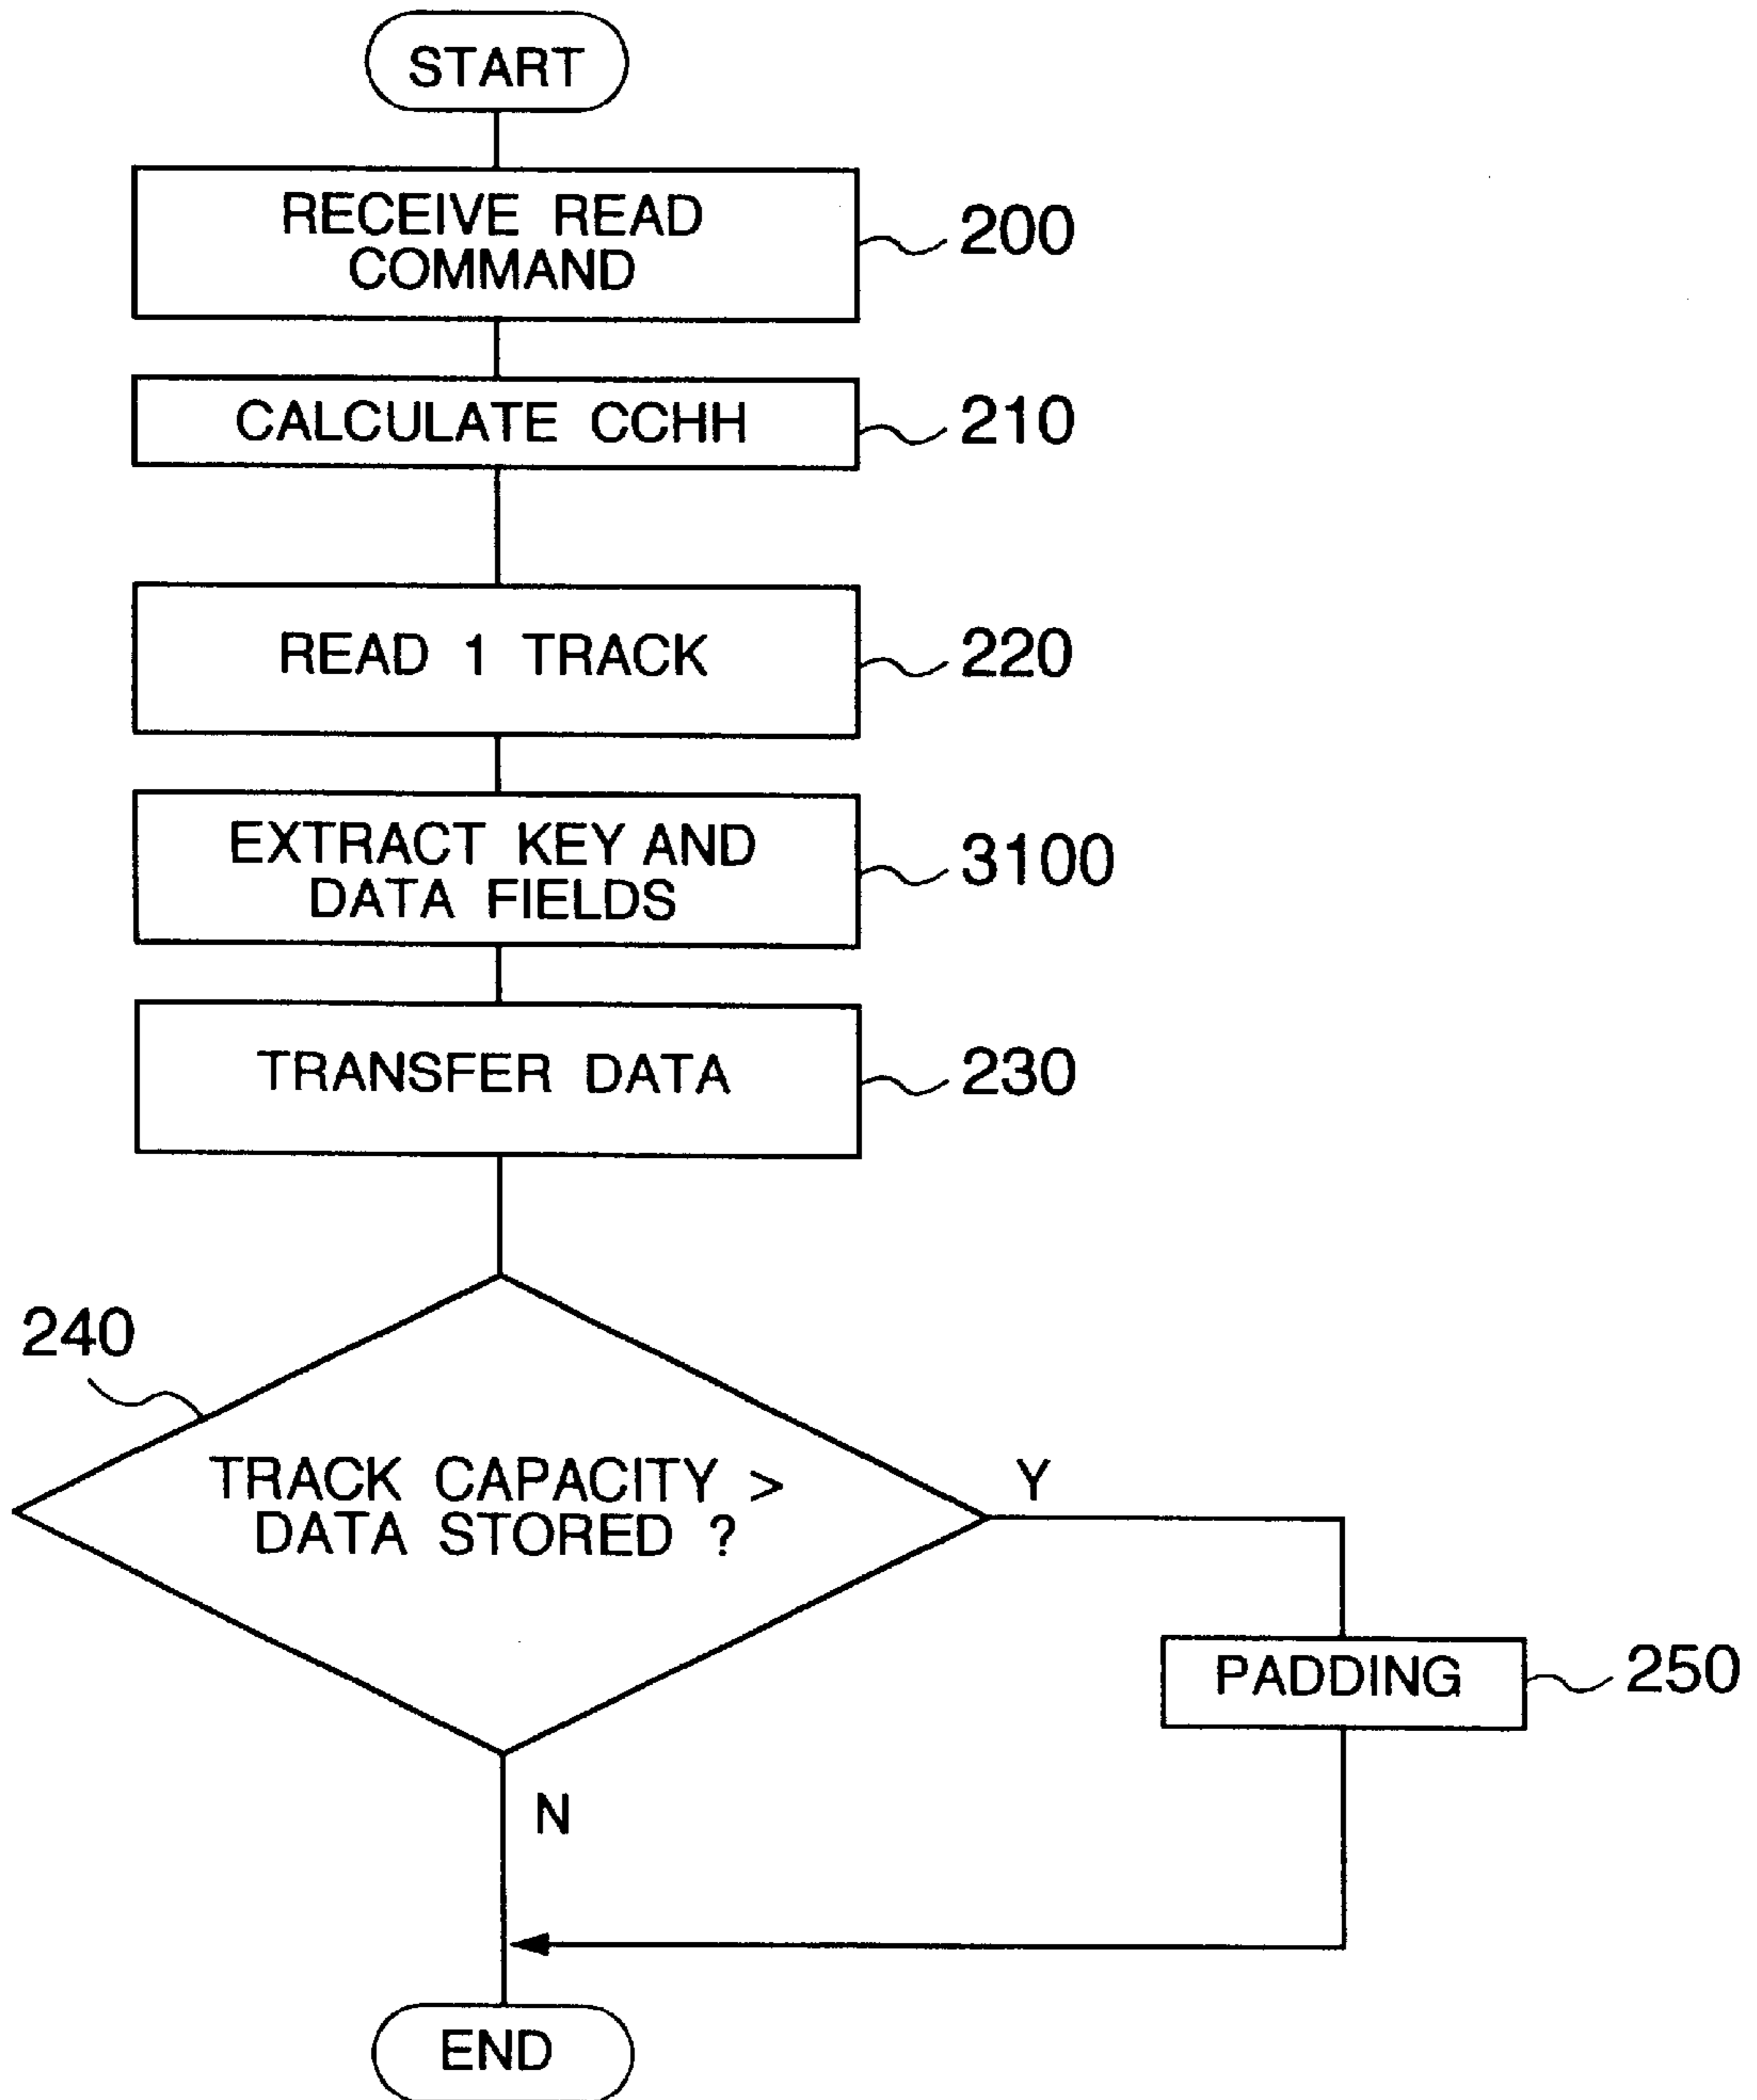 START
RECEIVE READ
COMMAND
200
CALCULATE CCHH
210
READ 1 TRACK
220
EXTRACT KEY AND
DATA FIELDS
3100
TRANSFER DATA
230
240
TRACK CAPACITY >
DATA STORED ?
Y
PADDING
250
N
END